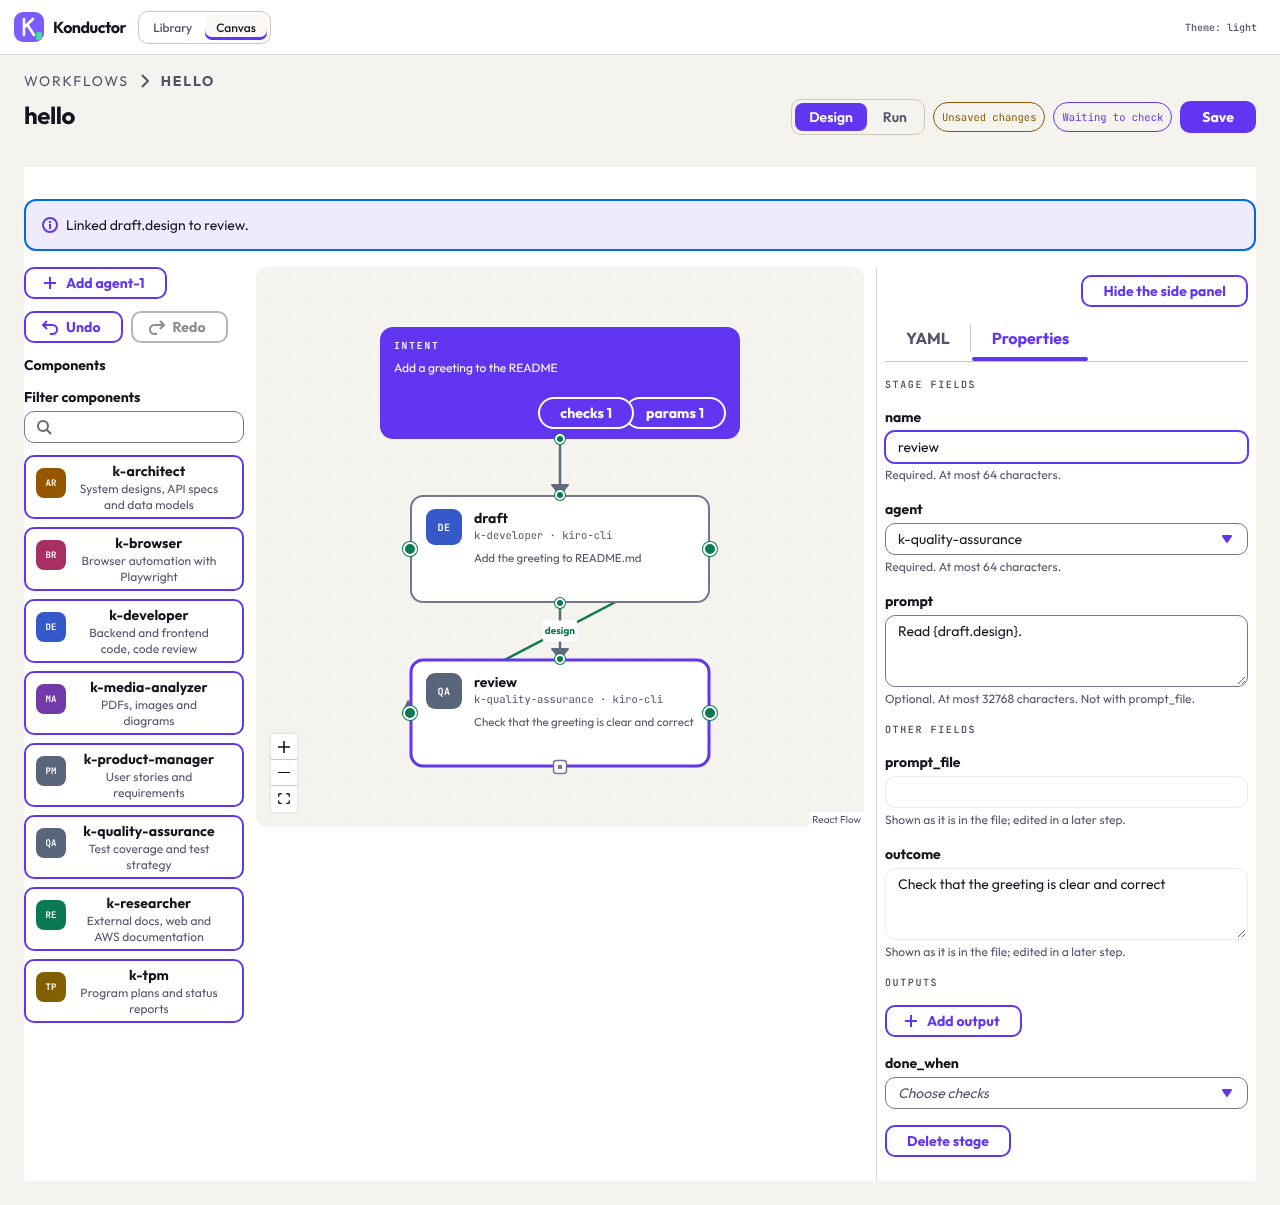 Konductor
Library
Canvas
Theme: light
WORKFLOWS
HELLO
hello
Design
Run
Unsaved changes
Waiting to check
Save
Linked draft.design to review.
Add agent-1
Undo
Redo
Components
Filter components
AR
k-architect
System designs, API specs
and data models
BR
k-browser
Browser automation with
Playwright
DE
k-developer
Backend and frontend
code, code review
MA
k-media-analyzer
PDFs, images and
diagrams
PM
k-product-manager
User stories and
requirements
QA
k-quality-assurance
Test coverage and test
strategy
RE
k-researcher
External docs, web and
AWS documentation
TP
k-tpm
Program plans and status
reports
INTENT
Add a greeting to the README
checks 1
params 1
DE
draft
k-developer · kiro-cli
Add the greeting to README.md
design
QA
review
k-quality-assurance · kiro-cli
Check that the greeting is clear and correct
React Flow
Hide the side panel
YAML
Properties
STAGE FIELDS
name
review
Required. At most 64 characters.
agent
k-quality-assurance
Required. At most 64 characters.
prompt
Read {draft.design}.
Optional. At most 32768 characters. Not with prompt_file.
OTHER FIELDS
prompt_file
Shown as it is in the file; edited in a later step.
outcome
Check that the greeting is clear and correct
Shown as it is in the file; edited in a later step.
OUTPUTS
Add output
done_when
Choose checks
Delete stage